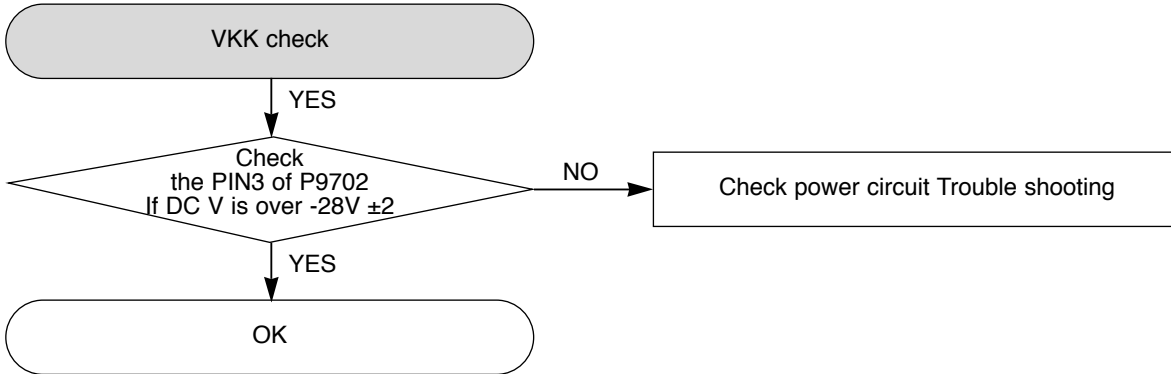 VKK check
YES
Check
the PIN3 of P9702
If DC V is over -28V ±2
NO
Check power circuit Trouble shooting
YES
OK